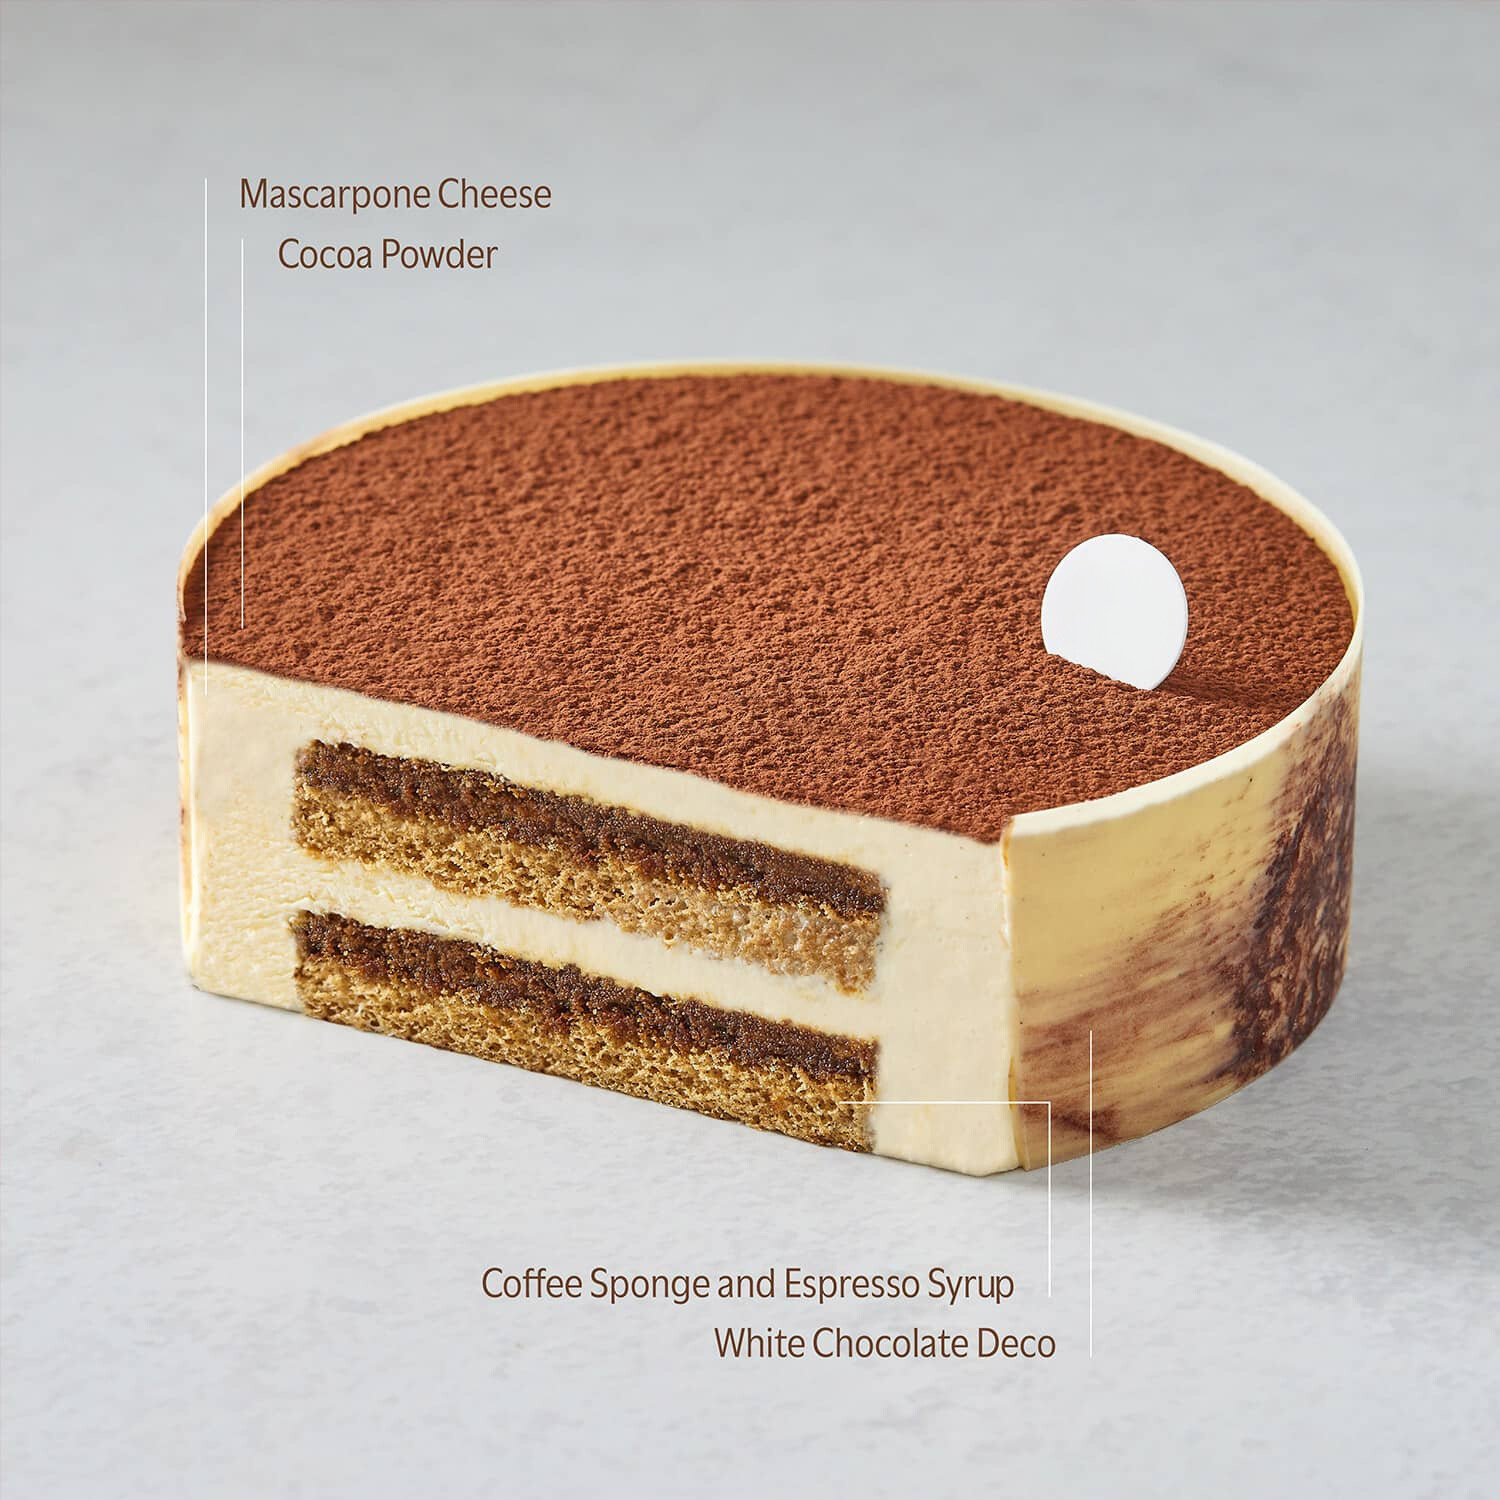 Mascarpone Cheese
Cocoa Powder
Coffee Sponge and Espresso Syrup
White Chocolate Deco